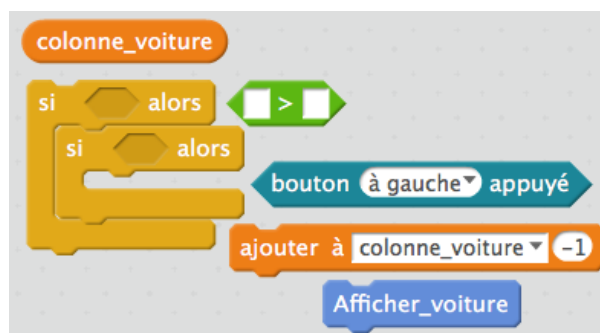 colonne_voiture
si alors >
si alors
bouton à gauche appuyé
ajouter à colonne_voiture -1
Afficher_voiture